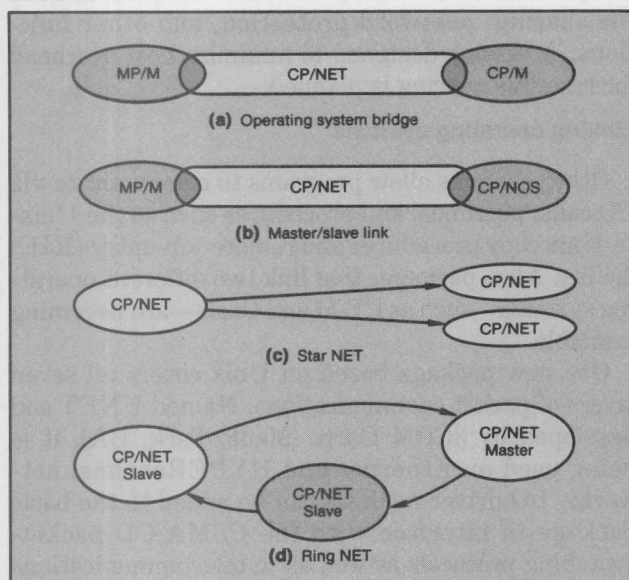 MP/M CP/NET CP/M
(a) Operating system bridge
MP/M CP/NET CP/NOS
(b) Master/slave link
CP/NET CP/NET
CP/NET
(c) Star NET
CP/NET
Slave
CP/NET
Master
CP/NET
Slave
(d) Ring NET